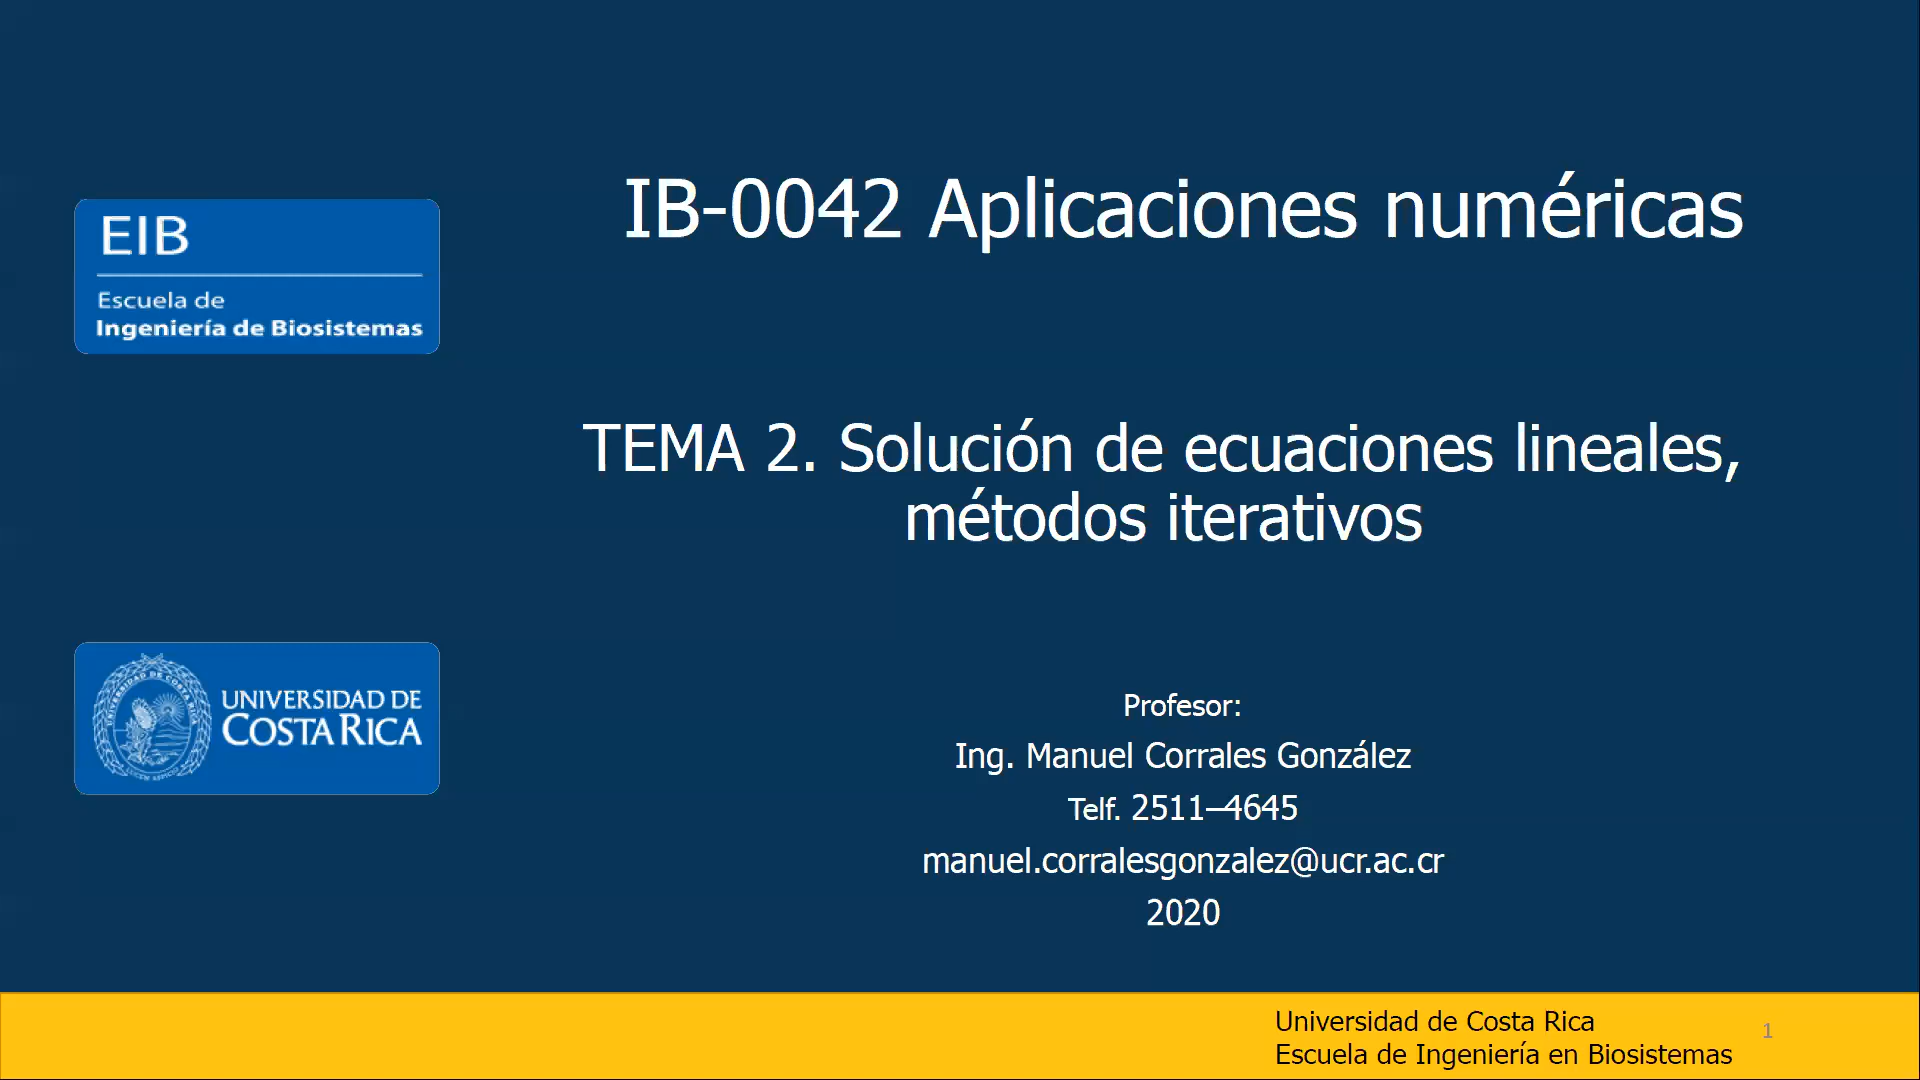 IB-0042 Aplicaciones numéricas
EIB
Escuela de
Ingeniería de Biosistemas
TEMA 2. Solución de ecuaciones lineales,
métodos iterativos
UNIVERSIDAD DE
COSTA RICA
Profesor:
Ing. Manuel Corrales González
Telf. 2511–4645
manuel.corralesgonzalez@ucr.ac.cr
2020
Universidad de Costa Rica
Escuela de Ingeniería en Biosistemas
1